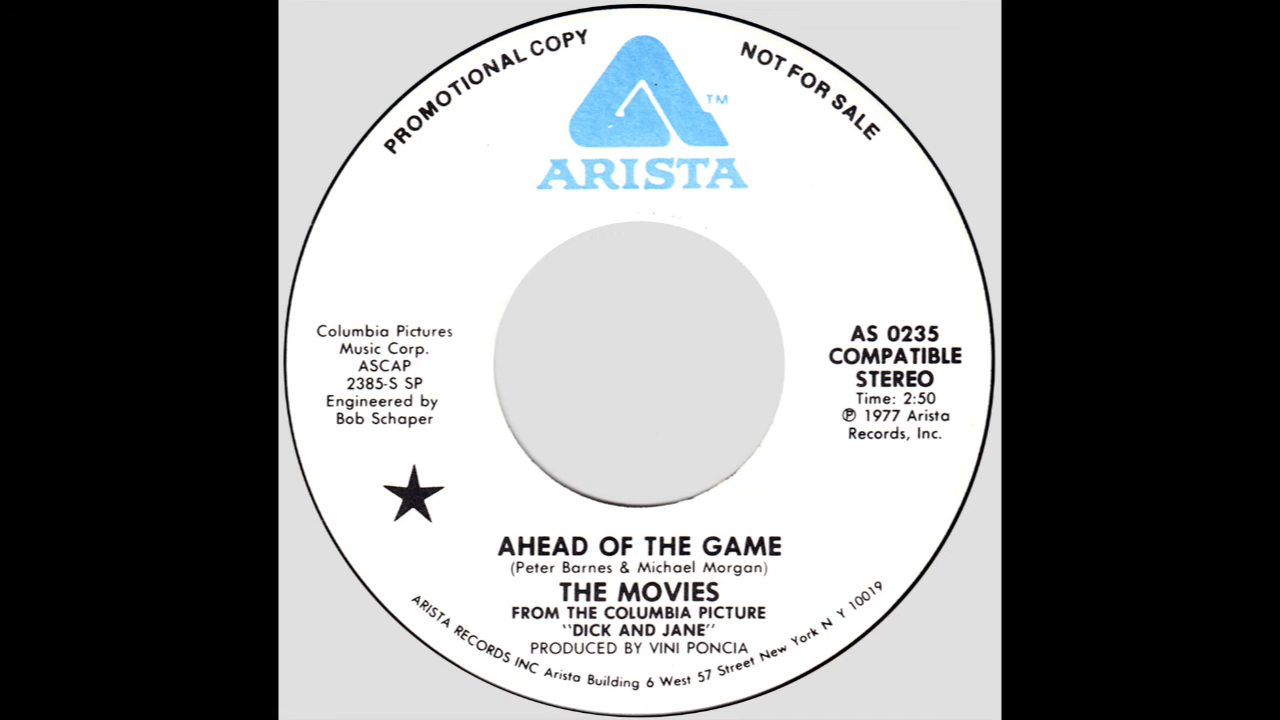 PROMOTIONAL COPY
NOT FOR SALE
TM
ARISTA
Columbia Pictures
Music Corp.
ASCAP
2385-S SP
Engineered by
Bob Schaper
AS 0235
COMPATIBLE
STEREO
Time: 2:50
℗ 1977 Arista
Records, Inc.
AHEAD OF THE GAME
(Peter Barnes & Michael Morgan)
THE MOVIES
FROM THE COLUMBIA PICTURE
"DICK AND JANE"
PRODUCED BY VINI PONCIA
ARISTA RECORDS INC Arista Building 6 West 57 Street New York N Y 10019